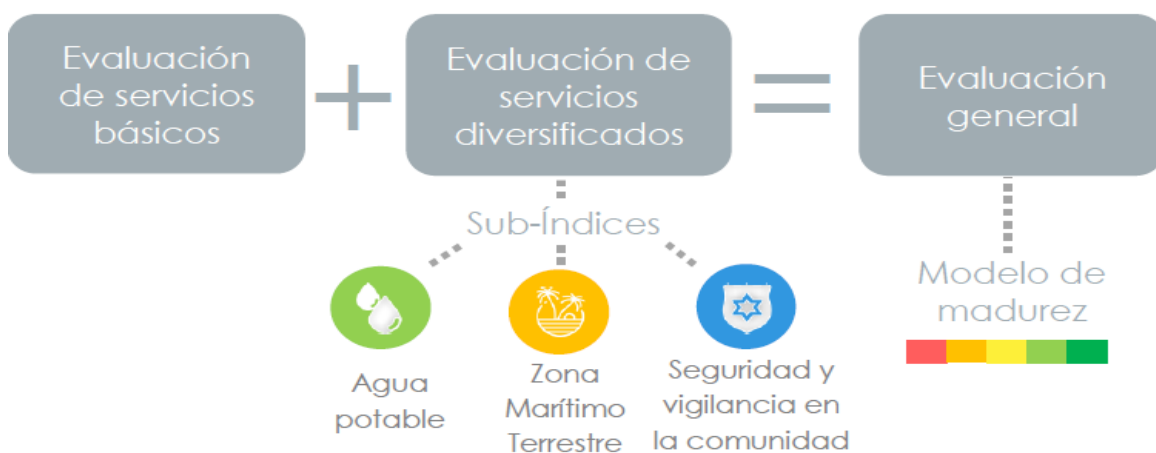 Evaluación
de servicios
básicos
+
Evaluación de
servicios
diversificados
=
Evaluación
general
Sub-Índices
Agua
potable
Zona
Marítimo
Terrestre
Seguridad y
vigilancia en
la comunidad
Modelo de
madurez